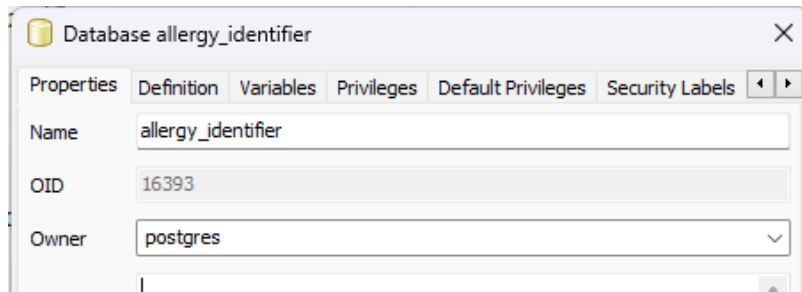 Database allergy_identifier
Properties Definition Variables Privileges Default Privileges Security Labels
Name allergy_identifier
OID 16393
Owner postgres